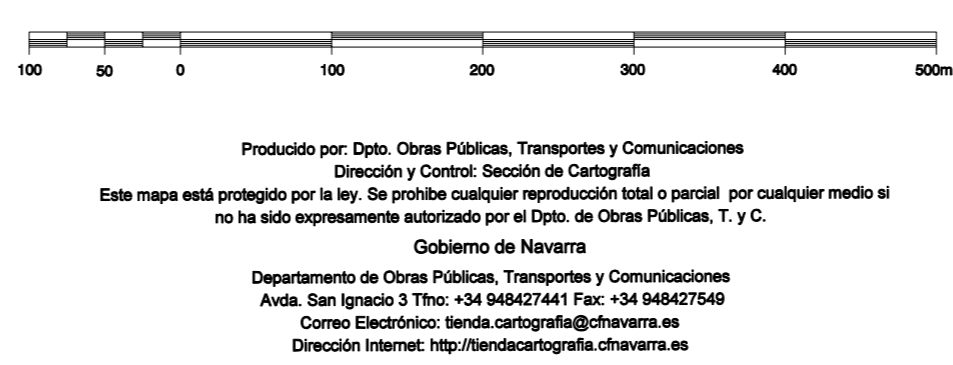 100 50 0 100 200 300 400 500m
Producido por: Dpto. Obras Públicas, Transportes y Comunicaciones
Dirección y Control: Sección de Cartografía
Este mapa está protegido por la ley. Se prohibe cualquier reproducción total o parcial por cualquier medio si
no ha sido expresamente autorizado por el Dpto. de Obras Públicas, T. y C.
Gobierno de Navarra
Departamento de Obras Públicas, Transportes y Comunicaciones
Avda. San Ignacio 3 Tfno: +34 948427441 Fax: +34 948427549
Correo Electrónico: tienda.cartografia@cfnavarra.es
Dirección Internet: http://tiendacartografia.cfnavarra.es